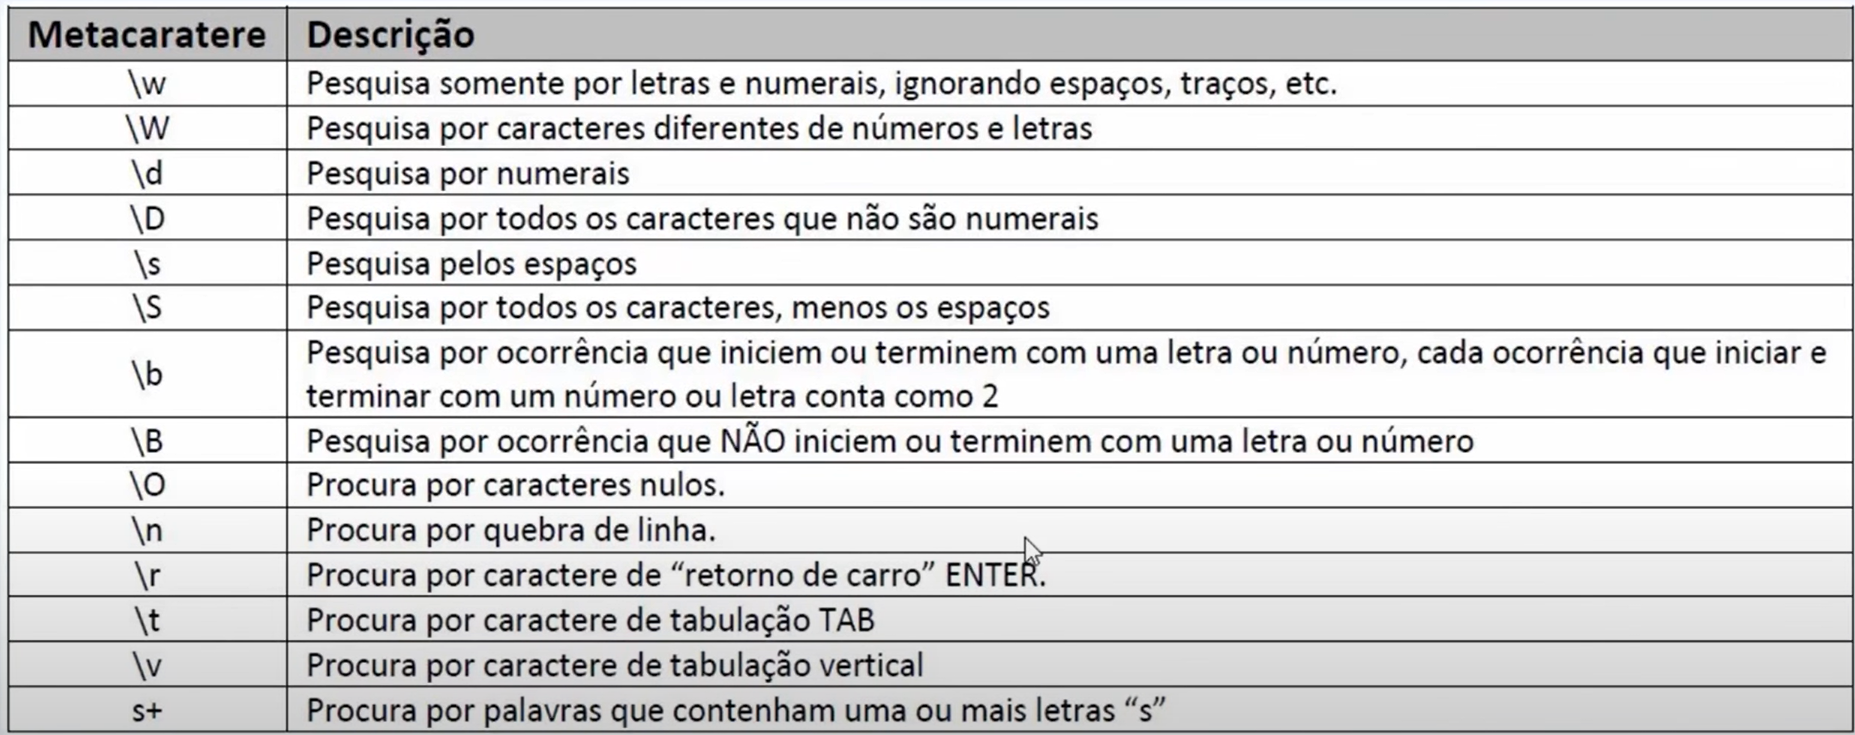 Metacaratere Descrição
\w Pesquisa somente por letras e numerais, ignorando espaços, traços, etc.
\W Pesquisa por caracteres diferentes de números e letras
\d Pesquisa por numerais
\D Pesquisa por todos os caracteres que não são numerais
\s Pesquisa pelos espaços
\S Pesquisa por todos os caracteres, menos os espaços
\b Pesquisa por ocorrência que iniciem ou terminem com uma letra ou número, cada ocorrência que iniciar e
terminar com um número ou letra conta como 2
\B Pesquisa por ocorrência que NÃO iniciem ou terminem com uma letra ou número
\O Procura por caracteres nulos.
\n Procura por quebra de linha.
\r Procura por caractere de “retorno de carro” ENTER.
\t Procura por caractere de tabulação TAB
\v Procura por caractere de tabulação vertical
s+ Procura por palavras que contenham uma ou mais letras “s”